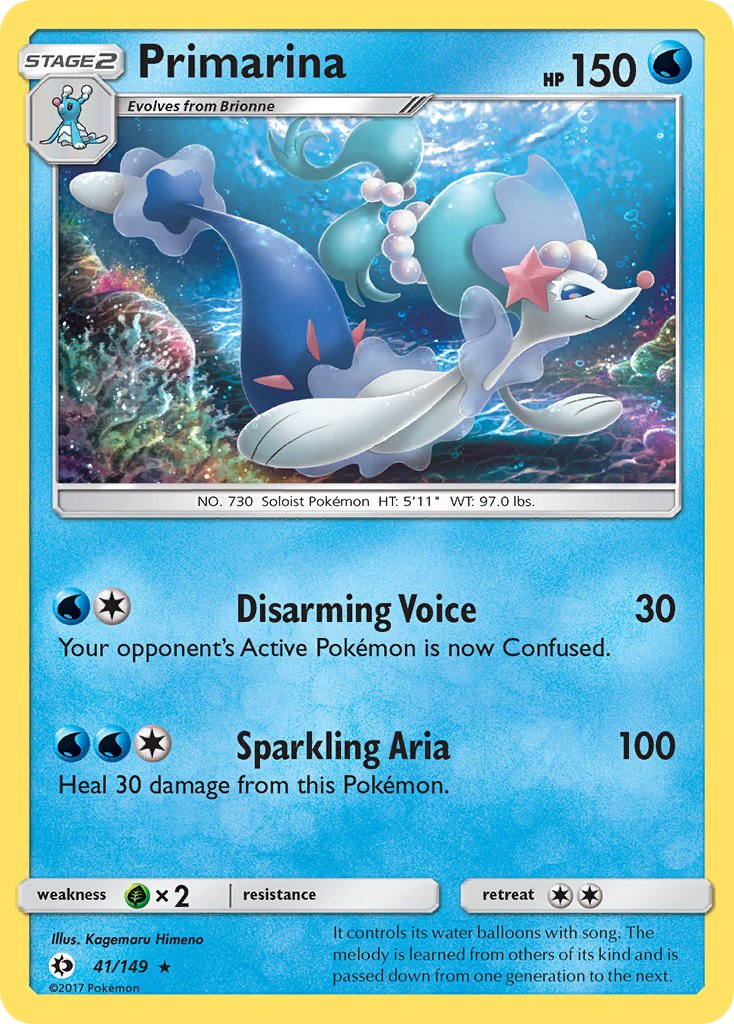 STAGE2
Primarina
HP 150
Evolves from Brionne
NO. 730 Soloist Pokémon HT: 5'11" WT: 97.0 lbs.
Disarming Voice 30
Your opponent's Active Pokémon is now Confused.
Sparkling Aria 100
Heal 30 damage from this Pokémon.
weakness ×2 resistance retreat
Illus. Kagemaru Himeno
41/149 ★
©2017 Pokémon
It controls its water balloons with song. The
melody is learned from others of its kind and is
passed down from one generation to the next.